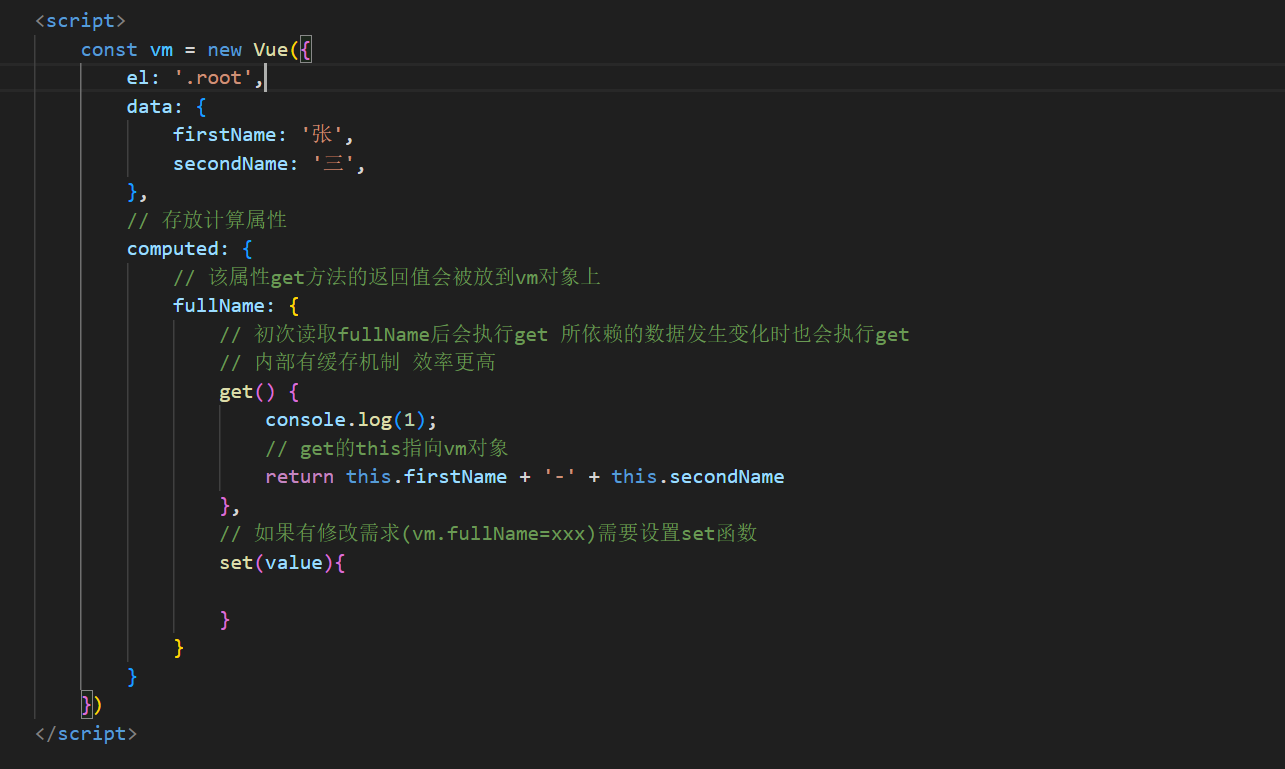 <script>
const vm = new Vue({
el: '.root',
data: {
firstName: '张',
secondName: '三',
},
// 存放计算属性
computed: {
// 该属性get方法的返回值会被放到vm对象上
fullName: {
// 初次读取fullName后会执行get 所依赖的数据发生变化时也会执行get
// 内部有缓存机制 效率更高
get() {
console.log(1);
// get的this指向vm对象
return this.firstName + '-' + this.secondName
},
// 如果有修改需求(vm.fullName=xxx)需要设置set函数
set(value){
}
}
}
})
</script>